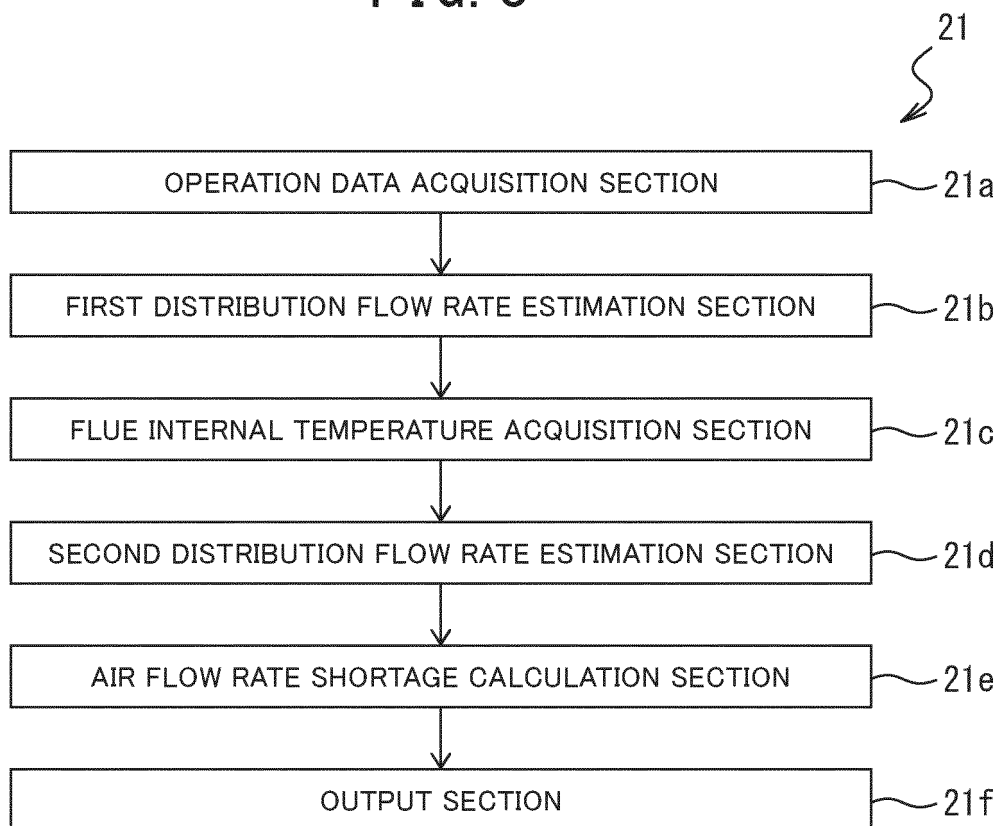 21
OPERATION DATA ACQUISITION SECTION
21a
FIRST DISTRIBUTION FLOW RATE ESTIMATION SECTION
21b
FLUE INTERNAL TEMPERATURE ACQUISITION SECTION
21c
SECOND DISTRIBUTION FLOW RATE ESTIMATION SECTION
21d
AIR FLOW RATE SHORTAGE CALCULATION SECTION
21e
OUTPUT SECTION
21f